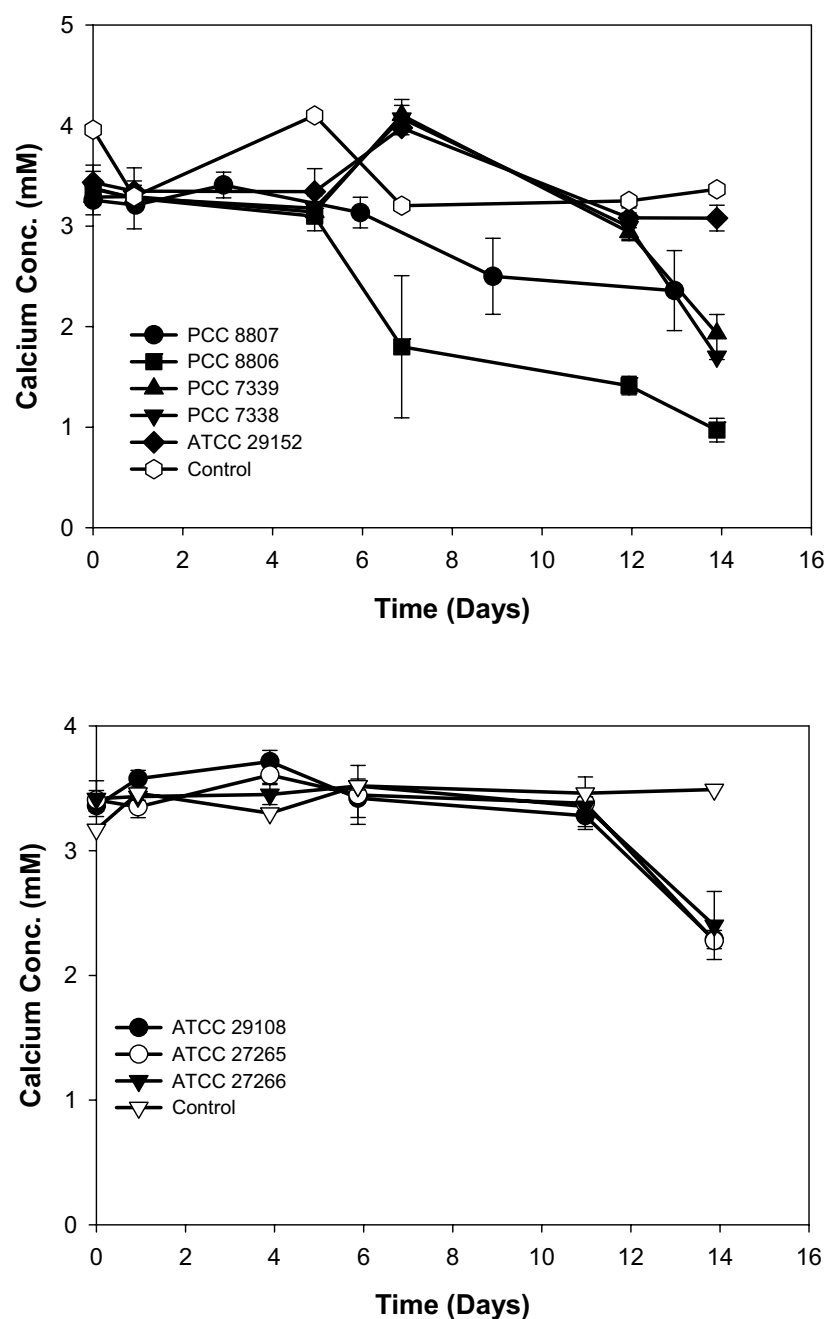 5
4
3
2
1
0
Calcium Conc. (mM)
PCC 8807
PCC 8806
PCC 7339
PCC 7338
ATCC 29152
Control
0 2 4 6 8 10 12 14 16
Time (Days)
4
3
2
1
0
Calcium Conc. (mM)
ATCC 29108
ATCC 27265
ATCC 27266
Control
0 2 4 6 8 10 12 14 16
Time (Days)